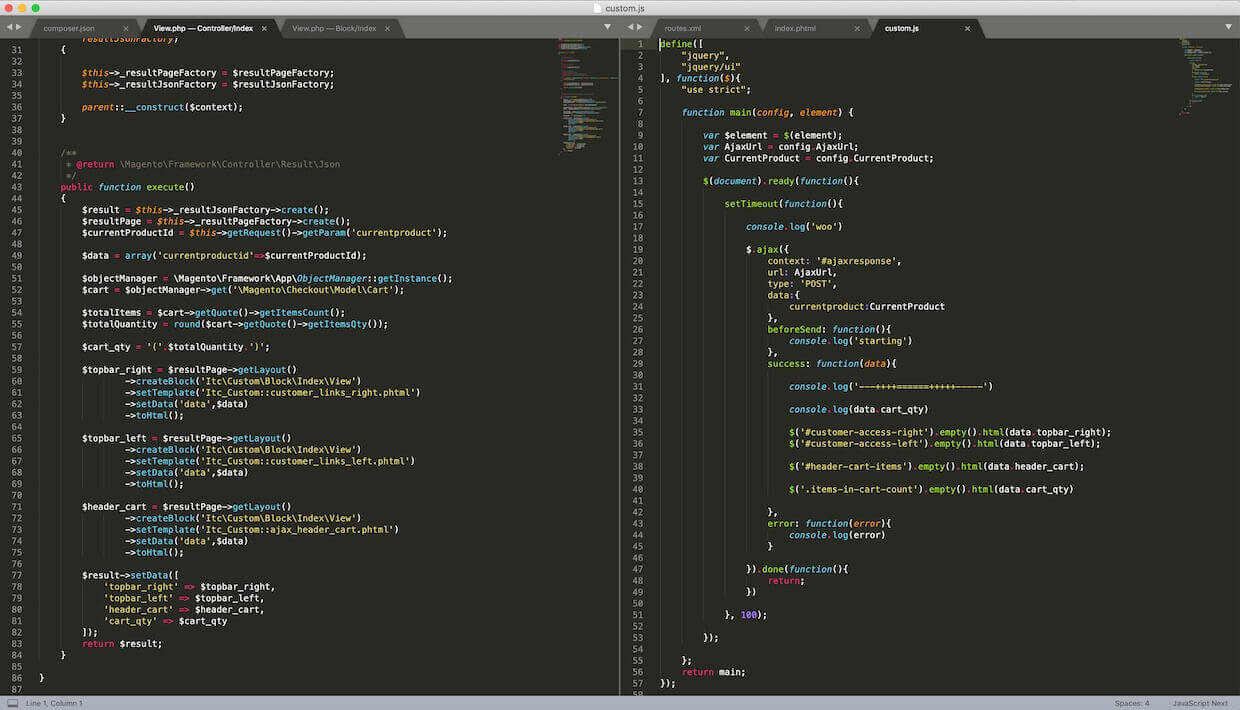 custom.js
composer.json
View.php — Controller/Index
View.php — Block/Index
routes.xml
index.phtml
custom.js
resultJsonFactory)
31 {
32
33 $this->_resultPageFactory = $resultPageFactory;
34 $this->_resultJsonFactory = $resultJsonFactory;
35
36 parent::__construct($context);
37 }
38
39
40 /**
41 * @return \Magento\Framework\Controller\Result\Json
42 */
43 public function execute()
44 {
45 $result = $this->_resultJsonFactory->create();
46 $resultPage = $this->_resultPageFactory->create();
47 $currentProductId = $this->getRequest()->getParam('currentproduct');
48
49 $data = array('currentproductid'=>$currentProductId);
50
51 $objectManager = \Magento\Framework\App\ObjectManager::getInstance();
52 $cart = $objectManager->get('\Magento\Checkout\Model\Cart');
53
54 $totalItems = $cart->getQuote()->getItemsCount();
55 $totalQuantity = round($cart->getQuote()->getItemsQty());
56
57 $cart_qty = '('.$totalQuantity.')';
58
59 $topbar_right = $resultPage->getLayout()
60 ->createBlock('Itc\Custom\Block\Index\View')
61 ->setTemplate('Itc_Custom::customer_links_right.phtml')
62 ->setData('data',$data)
63 ->toHtml();
64
65 $topbar_left = $resultPage->getLayout()
66 ->createBlock('Itc\Custom\Block\Index\View')
67 ->setTemplate('Itc_Custom::customer_links_left.phtml')
68 ->setData('data',$data)
69 ->toHtml();
70
71 $header_cart = $resultPage->getLayout()
72 ->createBlock('Itc\Custom\Block\Index\View')
73 ->setTemplate('Itc_Custom::ajax_header_cart.phtml')
74 ->setData('data',$data)
75 ->toHtml();
76
77 $result->setData([
78 'topbar_right' => $topbar_right,
79 'topbar_left' => $topbar_left,
80 'header_cart' => $header_cart,
81 'cart_qty' => $cart_qty
82 ]);
83 return $result;
84 }
85
86 }
87
1 define([
2 "jquery",
3 "jquery/ui"
4 ], function($){
5 "use strict";
6
7 function main(config, element) {
8
9 var $element = $(element);
10 var AjaxUrl = config.AjaxUrl;
11 var CurrentProduct = config.CurrentProduct;
12
13 $(document).ready(function(){
14
15 setTimeout(function(){
16
17 console.log('woo')
18
19 $.ajax({
20 context: '#ajaxresponse',
21 url: AjaxUrl,
22 type: 'POST',
23 data:{
24 currentproduct:CurrentProduct
25 },
26 beforeSend: function(){
27 console.log('starting')
28 },
29 success: function(data){
30
31 console.log('---++++======+++++-----')
32
33 console.log(data.cart_qty)
34
35 $('#customer-access-right').empty().html(data.topbar_right);
36 $('#customer-access-left').empty().html(data.topbar_left);
37
38 $('#header-cart-items').empty().html(data.header_cart);
39
40 $('.items-in-cart-count').empty().html(data.cart_qty)
41
42 },
43 error: function(error){
44 console.log(error)
45 }
46
47 }).done(function(){
48 return;
49 })
50
51 }, 100);
52
53 });
54
55 };
56 return main;
57 });
58
Line 1, Column 1
Spaces: 4
JavaScript Next